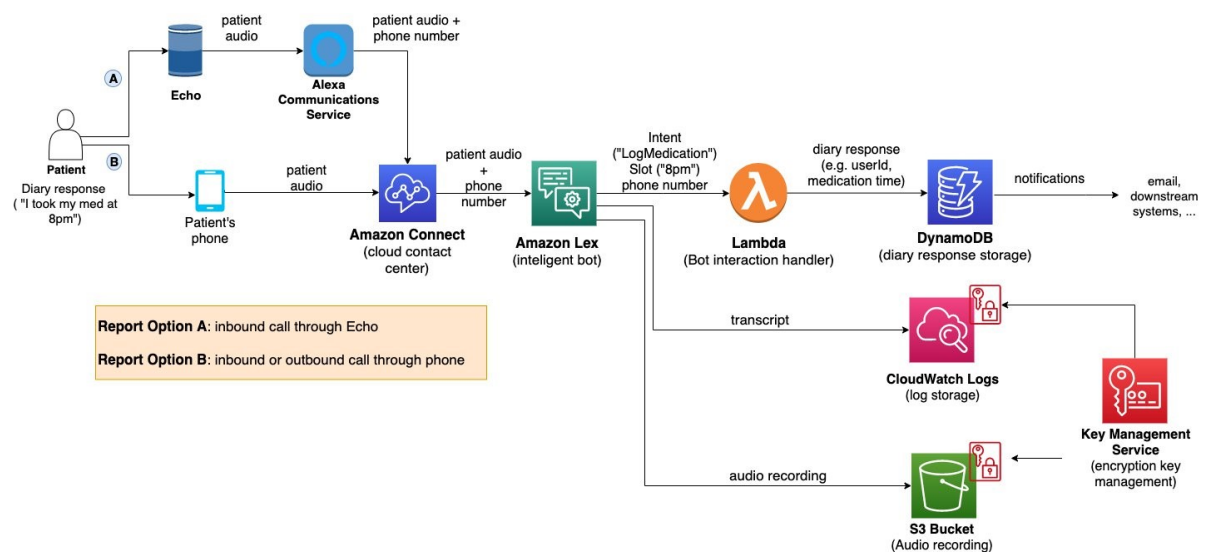 patient
audio
patient audio +
phone number
A
Echo
Alexa
Communications
Service
B
Patient
Diary response
( "I took my med at
8pm")
patient
audio
Patient's
phone
Amazon Connect
(cloud contact
center)
patient audio
+
phone
number
Amazon Lex
(inteligent bot)
Intent
("LogMedication")
Slot ("8pm")
phone number
Lambda
(Bot interaction handler)
diary response
(e.g. userId,
medication time)
DynamoDB
(diary response storage)
notifications
email,
downstream
systems, ...
Report Option A: inbound call through Echo
Report Option B: inbound or outbound call through phone
transcript
CloudWatch Logs
(log storage)
Key Management
Service
(encryption key
management)
audio recording
S3 Bucket
(Audio recording)